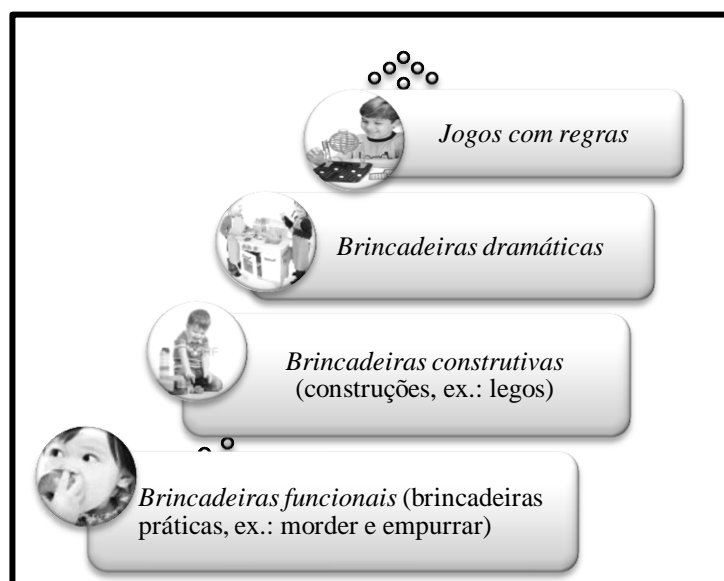 Jogos com regras
Brincadeiras dramáticas
Brincadeiras construtivas
(construções, ex.: legos)
Brincadeiras funcionais (brincadeiras
práticas, ex.: morder e empurrar)